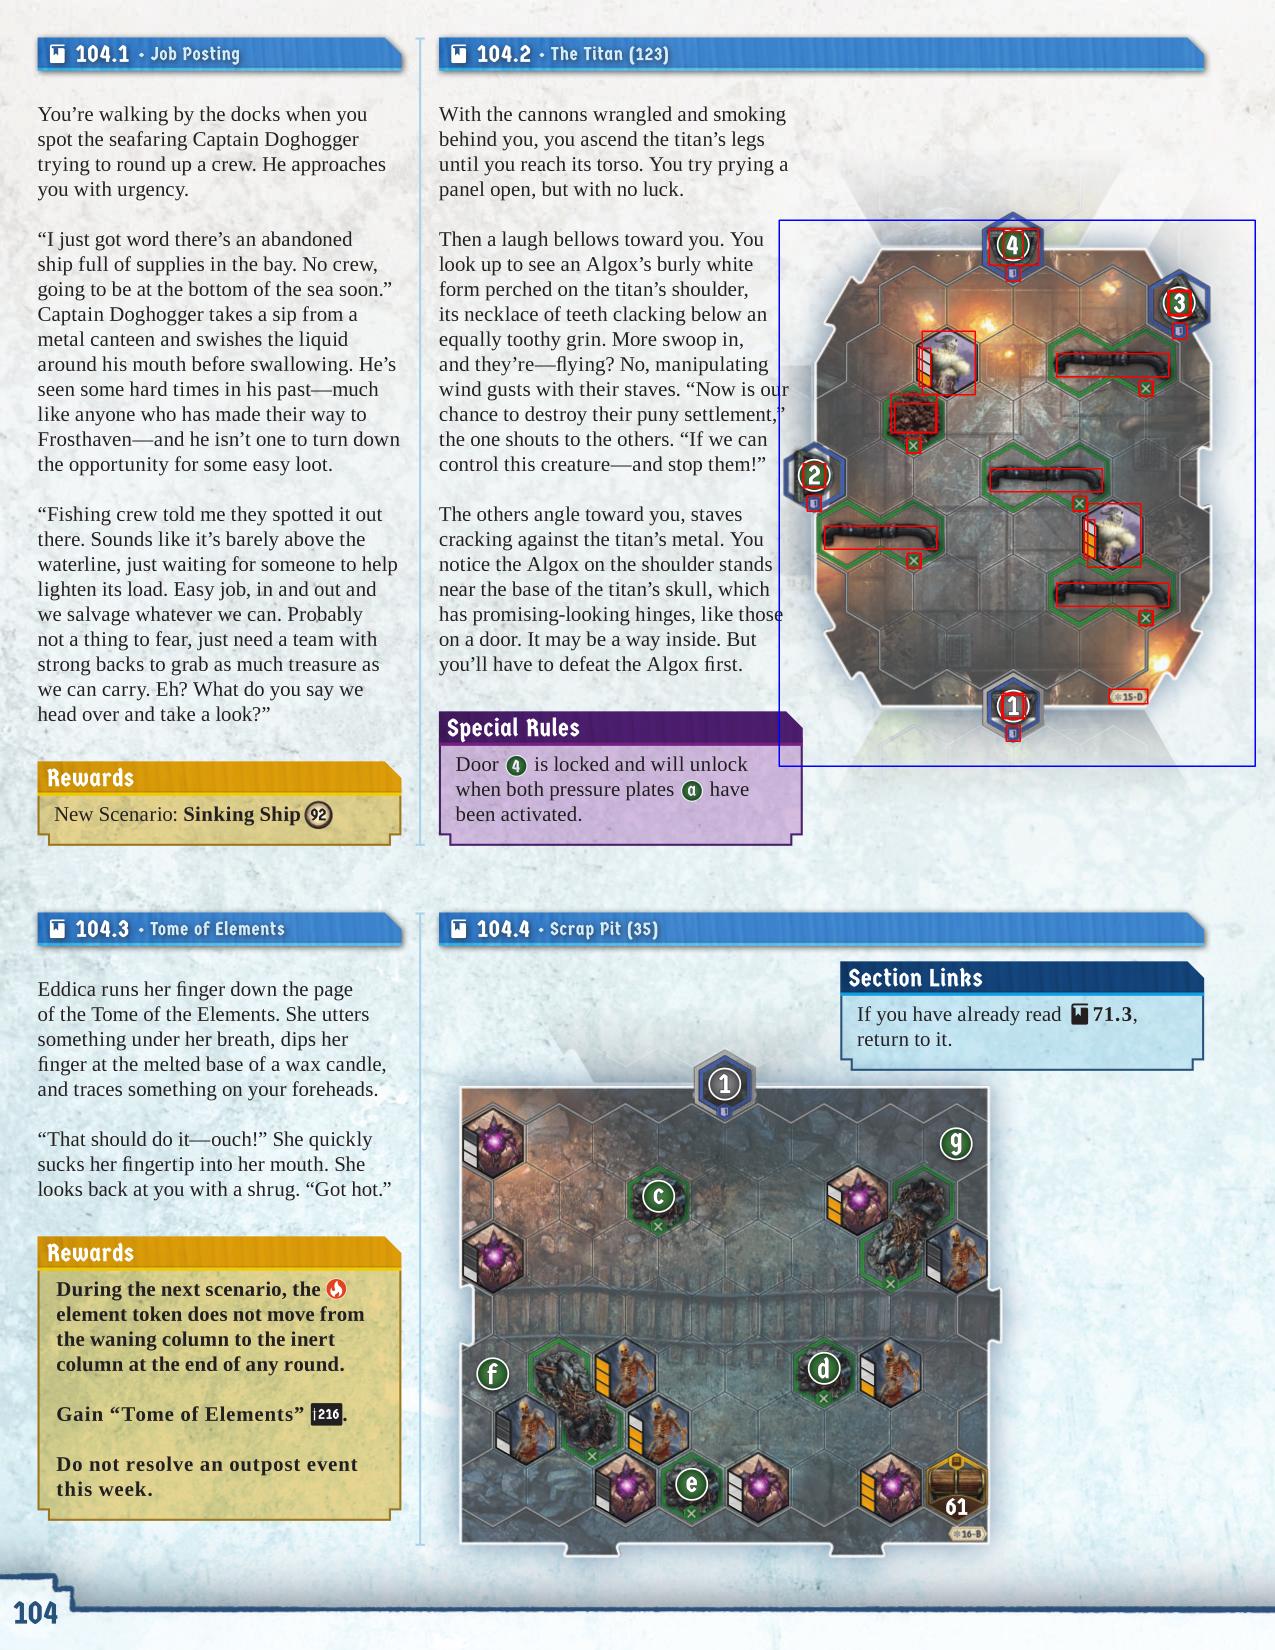 104.1 · Job Posting
You're walking by the docks when you
spot the seafaring Captain Doghogger
trying to round up a crew. He approaches
you with urgency.
“I just got word there's an abandoned
ship full of supplies in the bay. No crew,
going to be at the bottom of the sea soon.”
Captain Doghogger takes a sip from a
metal canteen and swishes the liquid
around his mouth before swallowing. He's
seen some hard times in his past—much
like anyone who has made their way to
Frosthaven—and he isn't one to turn down
the opportunity for some easy loot.
“Fishing crew told me they spotted it out
there. Sounds like it's barely above the
waterline, just waiting for someone to help
lighten its load. Easy job, in and out and
we salvage whatever we can. Probably
not a thing to fear, just need a team with
strong backs to grab as much treasure as
we can carry. Eh? What do you say we
head over and take a look?”
Rewards
New Scenario: Sinking Ship 92
104.2 · The Titan (123)
With the cannons wrangled and smoking
behind you, you ascend the titan's legs
until you reach its torso. You try prying a
panel open, but with no luck.
Then a laugh bellows toward you. You
look up to see an Algox's burly white
form perched on the titan's shoulder,
its necklace of teeth clacking below an
equally toothy grin. More swoop in,
and they're—flying? No, manipulating
wind gusts with their staves. “Now is our
chance to destroy their puny settlement,”
the one shouts to the others. “If we can
control this creature—and stop them!”
The others angle toward you, staves
cracking against the titan's metal. You
notice the Algox on the shoulder stands
near the base of the titan's skull, which
has promising-looking hinges, like those
on a door. It may be a way inside. But
you'll have to defeat the Algox first.
Special Rules
Door 4 is locked and will unlock
when both pressure plates a have
been activated.
4
3
2
1
15-D
104.3 · Tome of Elements
Eddica runs her finger down the page
of the Tome of the Elements. She utters
something under her breath, dips her
finger at the melted base of a wax candle,
and traces something on your foreheads.
“That should do it—ouch!” She quickly
sucks her fingertip into her mouth. She
looks back at you with a shrug. “Got hot.”
Rewards
During the next scenario, the
element token does not move from
the waning column to the inert
column at the end of any round.
Gain “Tome of Elements” 216.
Do not resolve an outpost event
this week.
104.4 · Scrap Pit (35)
Section Links
If you have already read 71.3,
return to it.
1
g
c
f
d
e
61
16-B
104